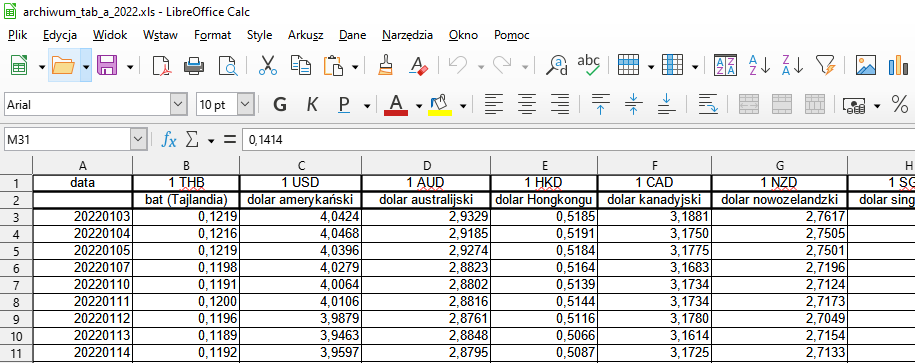 archiwum_tab_a_2022.xls - LibreOffice Calc
Plik Edycja Widok Wstaw Format Style Arkusz Dane Narzędzia Okno Pomoc
Arial 10 pt G K P A %
M31 fx Σ = 0,1414
A B C D E F G H
1 data 1 THB 1 USD 1 AUD 1 HKD 1 CAD 1 NZD 1 SG
2 bat (Tajlandia) dolar amerykański dolar australijski dolar Hongkongu dolar kanadyjski dolar nowozelandzki dolar sing
3 20220103 0,1219 4,0424 2,9329 0,5185 3,1881 2,7617
4 20220104 0,1216 4,0468 2,9185 0,5191 3,1750 2,7505
5 20220105 0,1219 4,0396 2,9274 0,5184 3,1775 2,7501
6 20220107 0,1198 4,0279 2,8823 0,5164 3,1683 2,7196
7 20220110 0,1191 4,0064 2,8802 0,5139 3,1734 2,7124
8 20220111 0,1200 4,0106 2,8816 0,5144 3,1734 2,7173
9 20220112 0,1196 3,9879 2,8761 0,5116 3,1780 2,7049
10 20220113 0,1189 3,9463 2,8848 0,5066 3,1614 2,7154
11 20220114 0,1192 3,9597 2,8795 0,5087 3,1725 2,7133